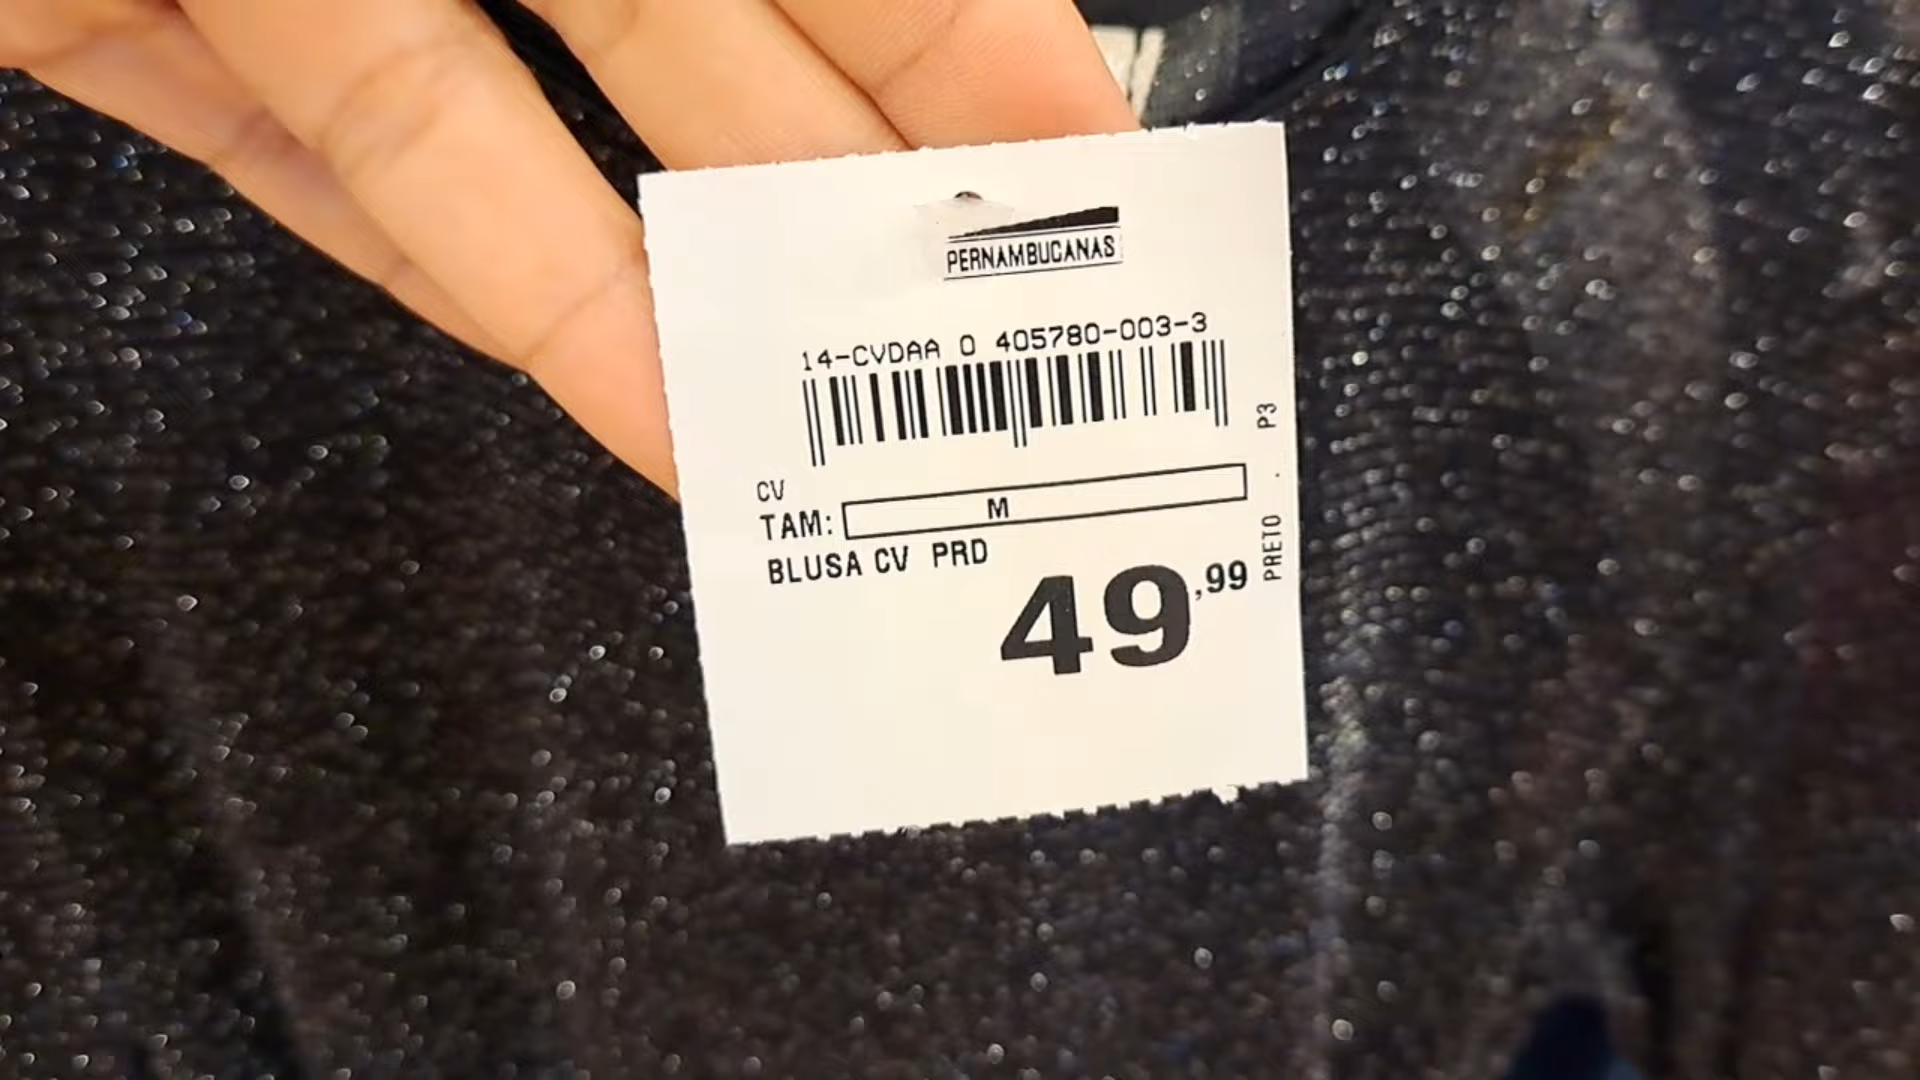 PERNAMBUCANAS
14-CVDAA 0 405780-003-3
CV
TAM: M
BLUSA CV PRD
49,99
PRETO . P3